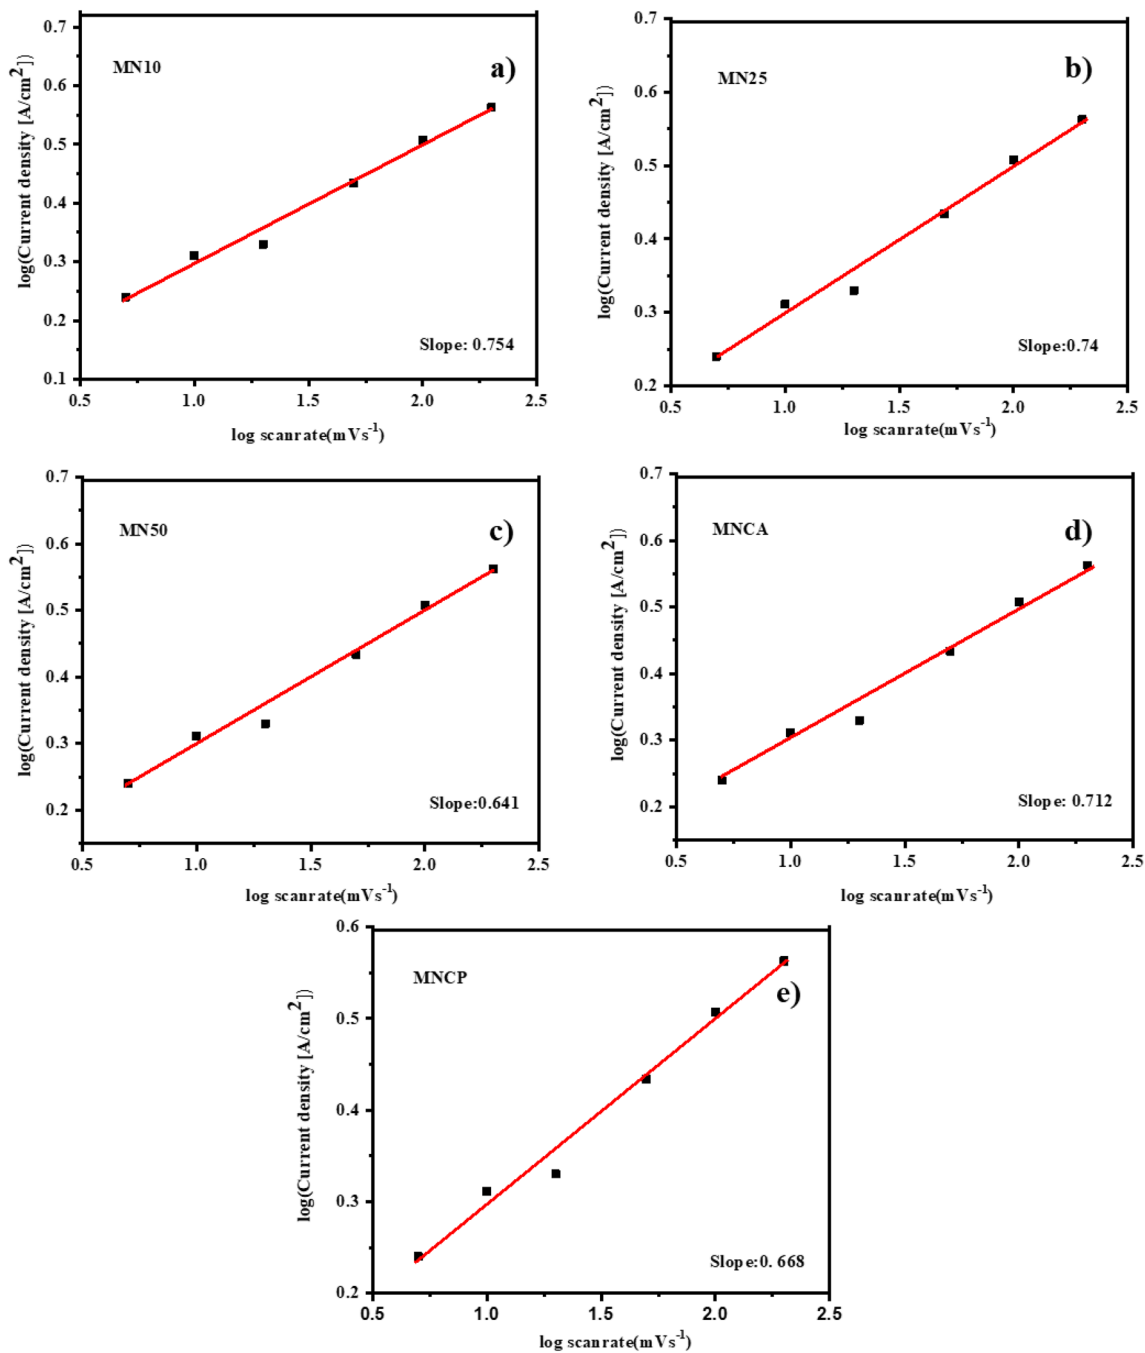 0.7
0.6
0.5
0.4
0.3
0.2
0.1
log(Current density [A/cm²])
MN10
a)
Slope: 0.754
0.5 1.0 1.5 2.0 2.5
log scanrate(mVs⁻¹)
0.7
0.6
0.5
0.4
0.3
0.2
log(Current density [A/cm²])
MN25
b)
Slope:0.74
0.5 1.0 1.5 2.0 2.5
log scanrate(mVs⁻¹)
0.7
0.6
0.5
0.4
0.3
0.2
log(Current density [A/cm²])
MN50
c)
Slope:0.641
0.5 1.0 1.5 2.0 2.5
log scanrate(mVs⁻¹)
0.7
0.6
0.5
0.4
0.3
0.2
log(Current density [A/cm²])
MNCA
d)
Slope: 0.712
0.5 1.0 1.5 2.0 2.5
log scanrate(mVs⁻¹)
0.6
0.5
0.4
0.3
0.2
log(Current density [A/cm²])
MNCP
e)
Slope:0. 668
0.5 1.0 1.5 2.0 2.5
log scanrate(mVs⁻¹)